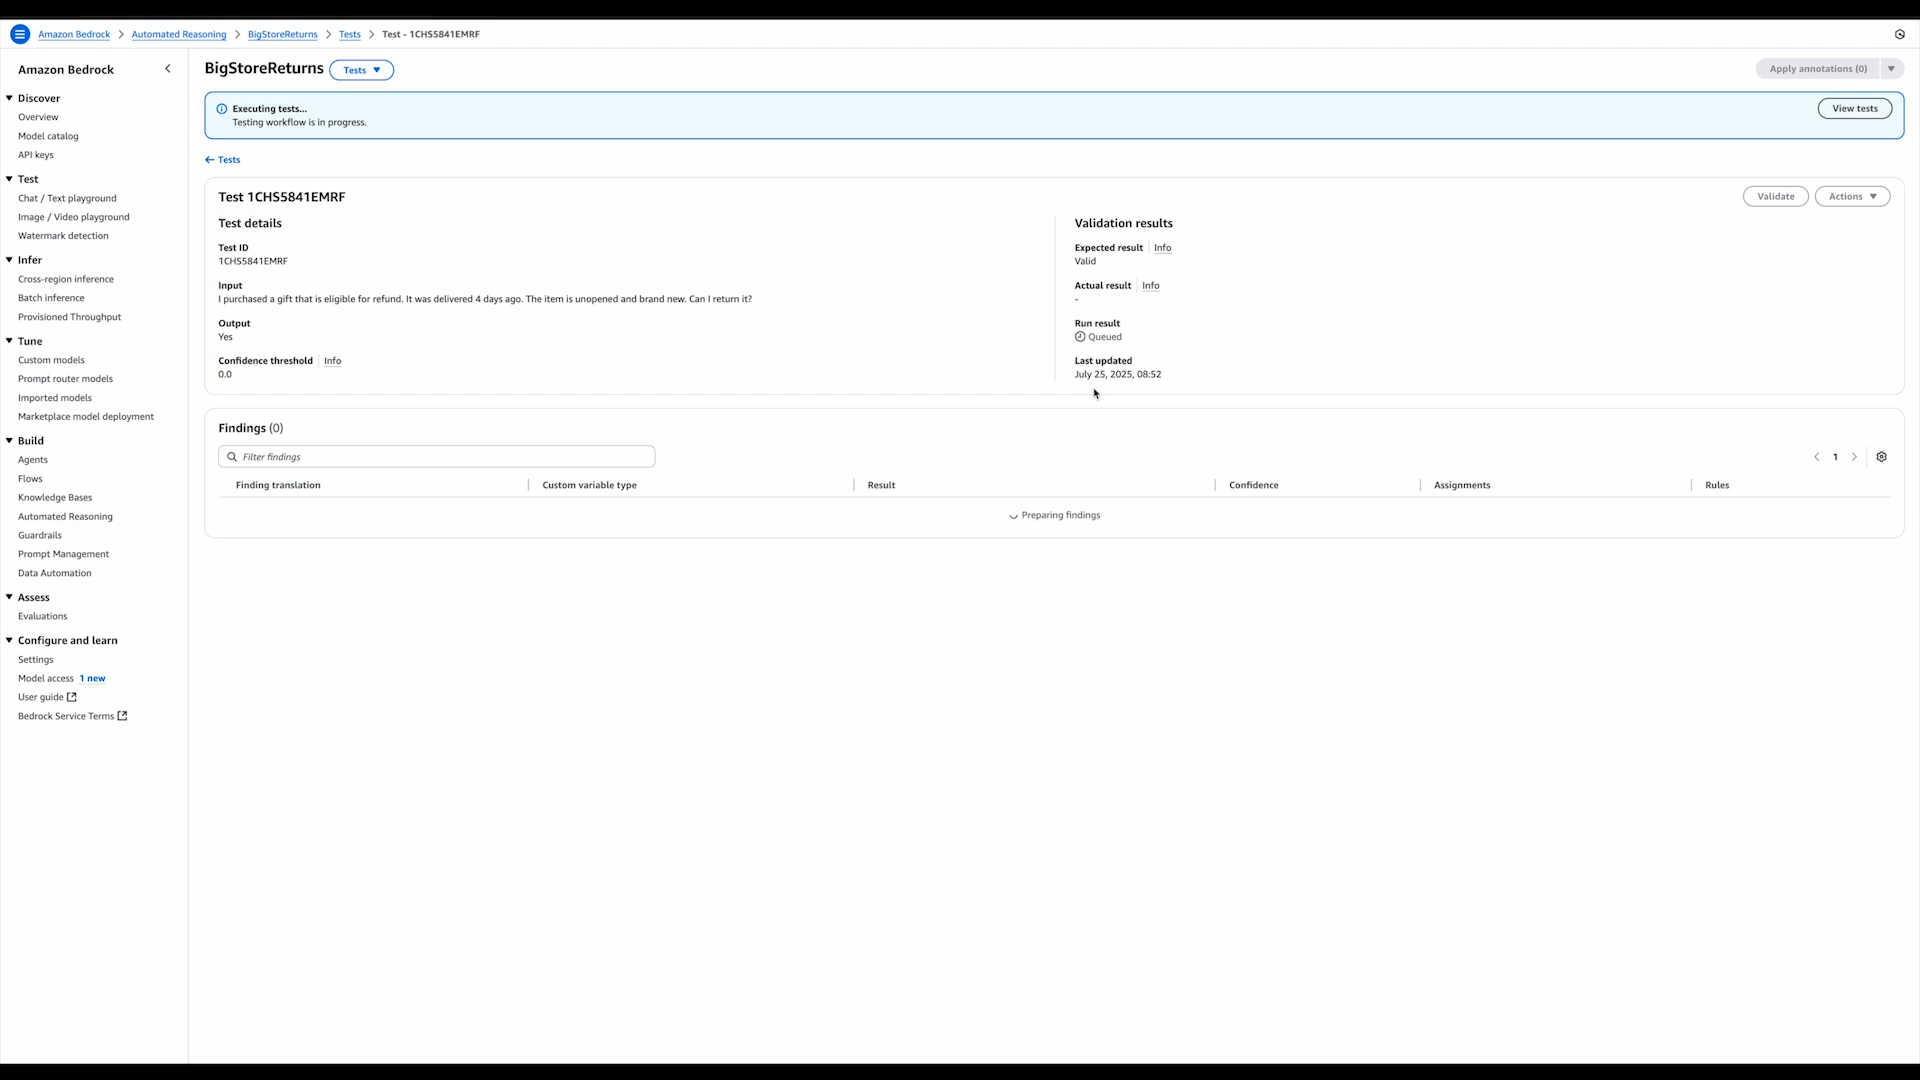 Amazon Bedrock > Automated Reasoning > BigStoreReturns > Tests > Test - 1CHS5841EMRF
Amazon Bedrock
Discover
Overview
Model catalog
API keys
Test
Chat / Text playground
Image / Video playground
Watermark detection
Infer
Cross-region inference
Batch inference
Provisioned Throughput
Tune
Custom models
Prompt router models
Imported models
Marketplace model deployment
Build
Agents
Flows
Knowledge Bases
Automated Reasoning
Guardrails
Prompt Management
Data Automation
Assess
Evaluations
Configure and learn
Settings
Model access 1 new
User guide
Bedrock Service Terms
BigStoreReturns Tests
Apply annotations (0)
Executing tests...
Testing workflow is in progress.
View tests
Tests
Test 1CHS5841EMRF
Validate Actions
Test details
Test ID
1CHS5841EMRF
Input
I purchased a gift that is eligible for refund. It was delivered 4 days ago. The item is unopened and brand new. Can I return it?
Output
Yes
Confidence threshold Info
0.0
Validation results
Expected result Info
Valid
Actual result Info
-
Run result
Queued
Last updated
July 25, 2025, 08:52
Findings (0)
Filter findings
1
Finding translation Custom variable type Result Confidence Assignments Rules
Preparing findings